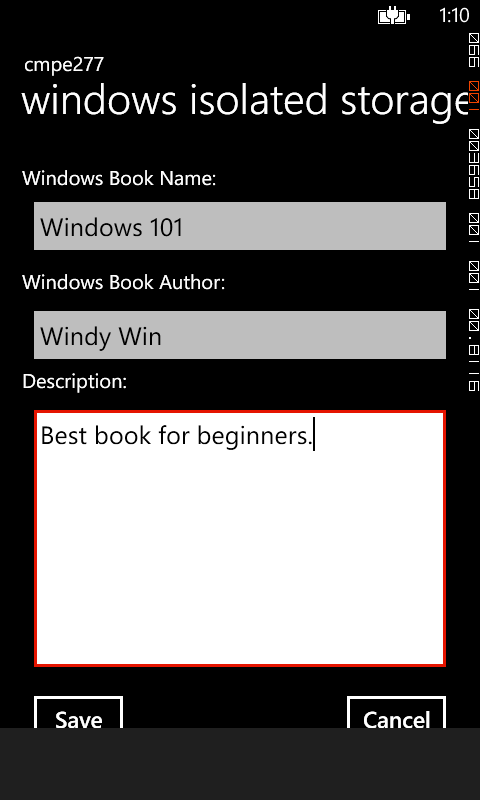 1:10
cmpe277
windows isolated storage
Windows Book Name:
Windows 101
Windows Book Author:
Windy Win
Description:
Best book for beginners.
Save
Cancel